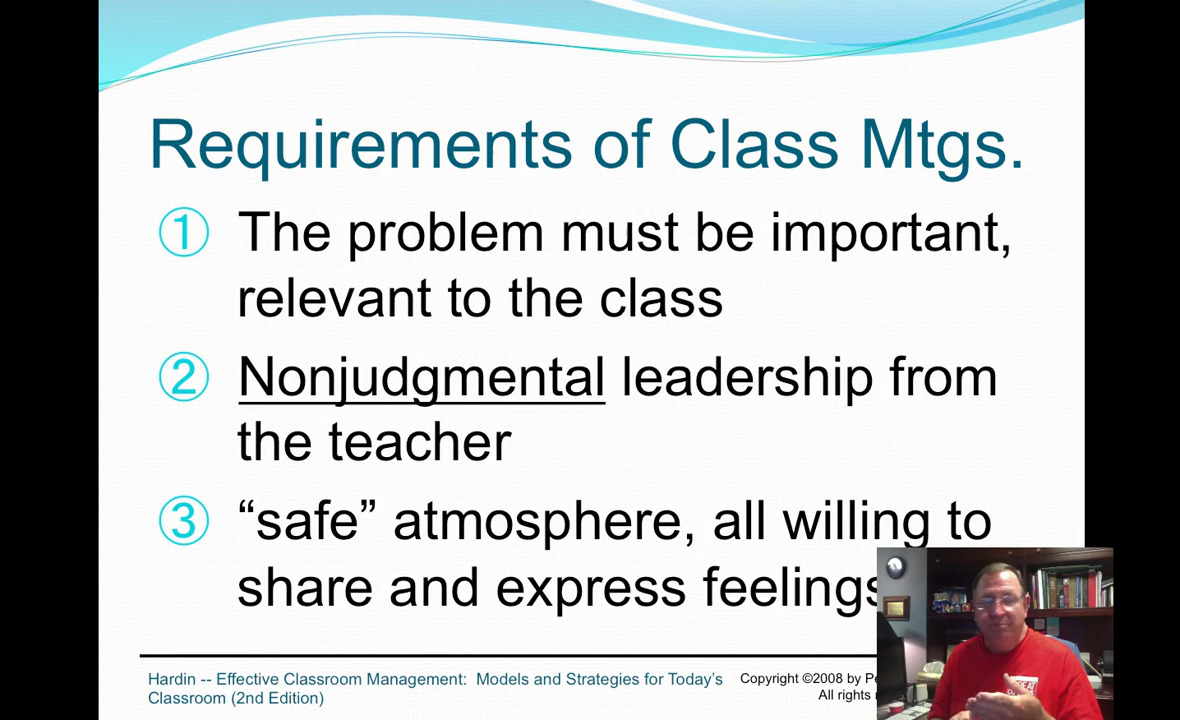 Requirements of Class Mtgs.
① The problem must be important,
relevant to the class
② Nonjudgmental leadership from
the teacher
③ “safe” atmosphere, all willing to
share and express feelings
Hardin -- Effective Classroom Management: Models and Strategies for Today’s
Classroom (2nd Edition)
Copyright ©2008 by
All rights